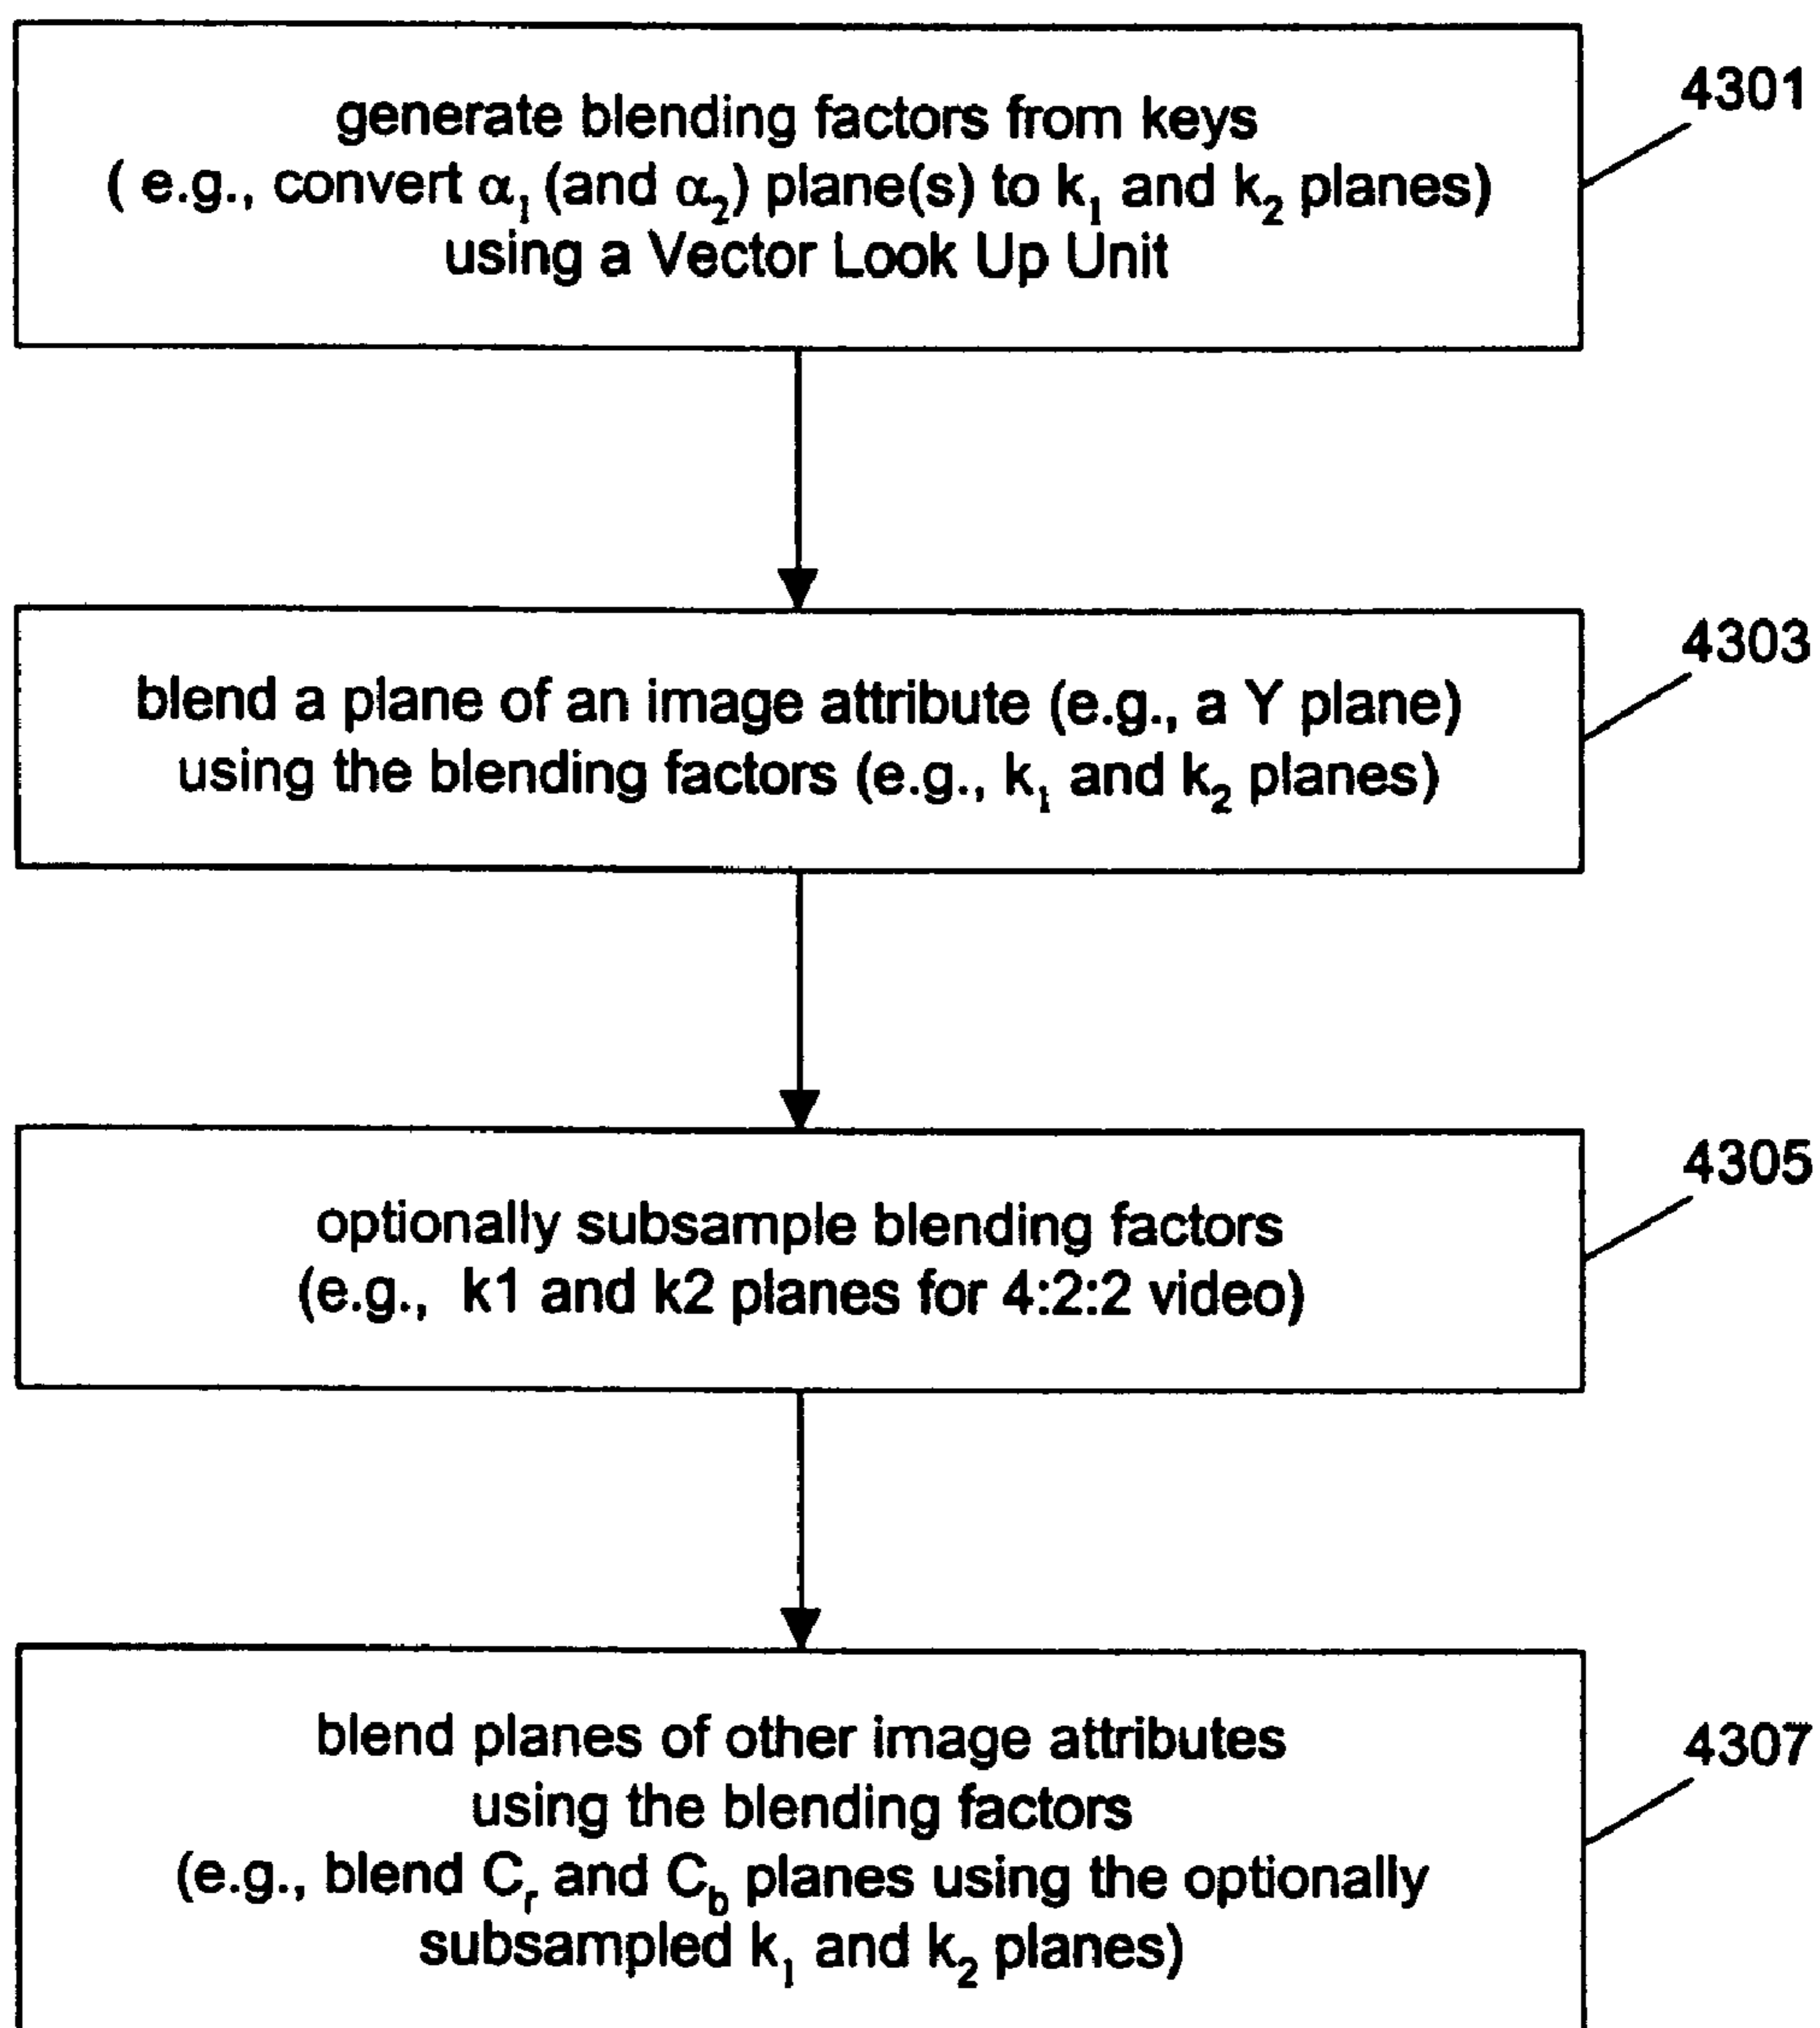 generate blending factors from keys
( e.g., convert α₁ (and α₂) plane(s) to k₁ and k₂ planes)
using a Vector Look Up Unit
4301
blend a plane of an image attribute (e.g., a Y plane)
using the blending factors (e.g., k₁ and k₂ planes)
4303
optionally subsample blending factors
(e.g., k1 and k2 planes for 4:2:2 video)
4305
blend planes of other image attributes
using the blending factors
(e.g., blend Cᵣ and C_b planes using the optionally
subsampled k₁ and k₂ planes)
4307